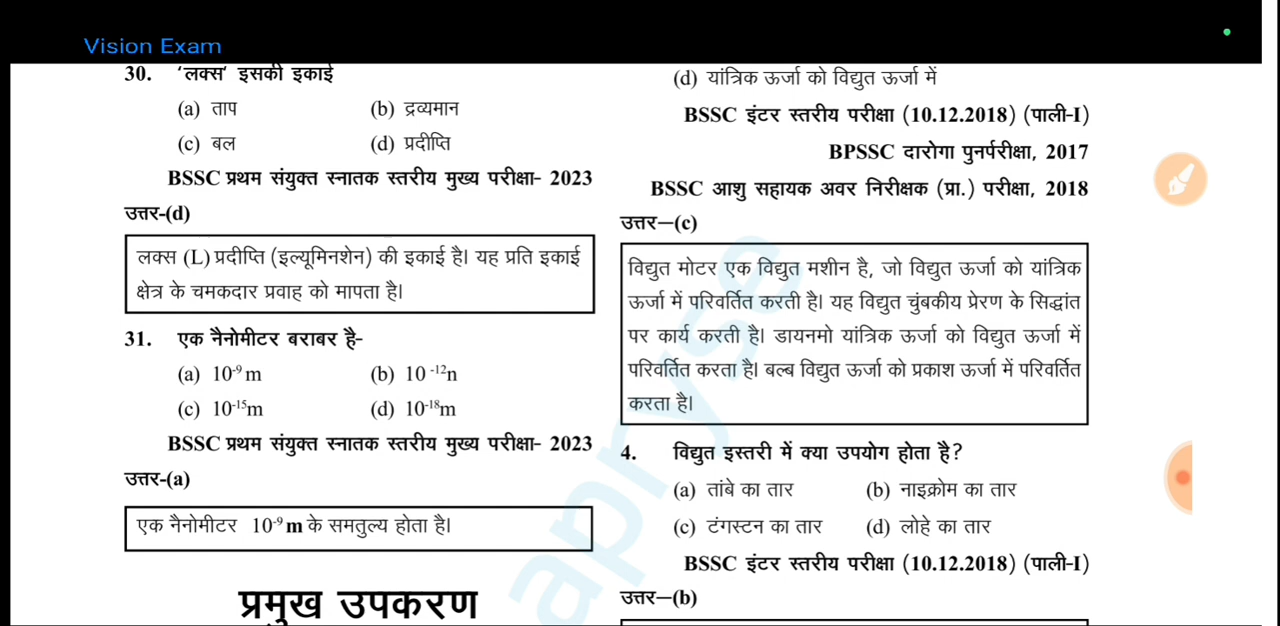 Vision Exam
30. 'लक्स' इसकी इकाई
(a) ताप (b) द्रव्यमान
(c) बल (d) प्रदीप्ति
BSSC प्रथम संयुक्त स्नातक स्तरीय मुख्य परीक्षा- 2023
उत्तर-(d)
लक्स (L) प्रदीप्ति (इल्यूमिनशेन) की इकाई है। यह प्रति इकाई
क्षेत्र के चमकदार प्रवाह को मापता है।
31. एक नैनोमीटर बराबर है-
(a) 10⁻⁹ m (b) 10⁻¹²n
(c) 10⁻¹⁵m (d) 10⁻¹⁸m
BSSC प्रथम संयुक्त स्नातक स्तरीय मुख्य परीक्षा- 2023
उत्तर-(a)
एक नैनोमीटर 10⁻⁹ m के समतुल्य होता है।
प्रमुख उपकरण
(d) यांत्रिक ऊर्जा को विद्युत ऊर्जा में
BSSC इंटर स्तरीय परीक्षा (10.12.2018) (पाली-I)
BPSSC दारोगा पुनर्परीक्षा, 2017
BSSC आशु सहायक अवर निरीक्षक (प्रा.) परीक्षा, 2018
उत्तर—(c)
विद्युत मोटर एक विद्युत मशीन है, जो विद्युत ऊर्जा को यांत्रिक
ऊर्जा में परिवर्तित करती है। यह विद्युत चुंबकीय प्रेरण के सिद्धांत
पर कार्य करती है। डायनमो यांत्रिक ऊर्जा को विद्युत ऊर्जा में
परिवर्तित करता है। बल्ब विद्युत ऊर्जा को प्रकाश ऊर्जा में परिवर्तित
करता है।
4. विद्युत इस्तरी में क्या उपयोग होता है?
(a) तांबे का तार (b) नाइक्रोम का तार
(c) टंगस्टन का तार (d) लोहे का तार
BSSC इंटर स्तरीय परीक्षा (10.12.2018) (पाली-I)
उत्तर—(b)
apryse